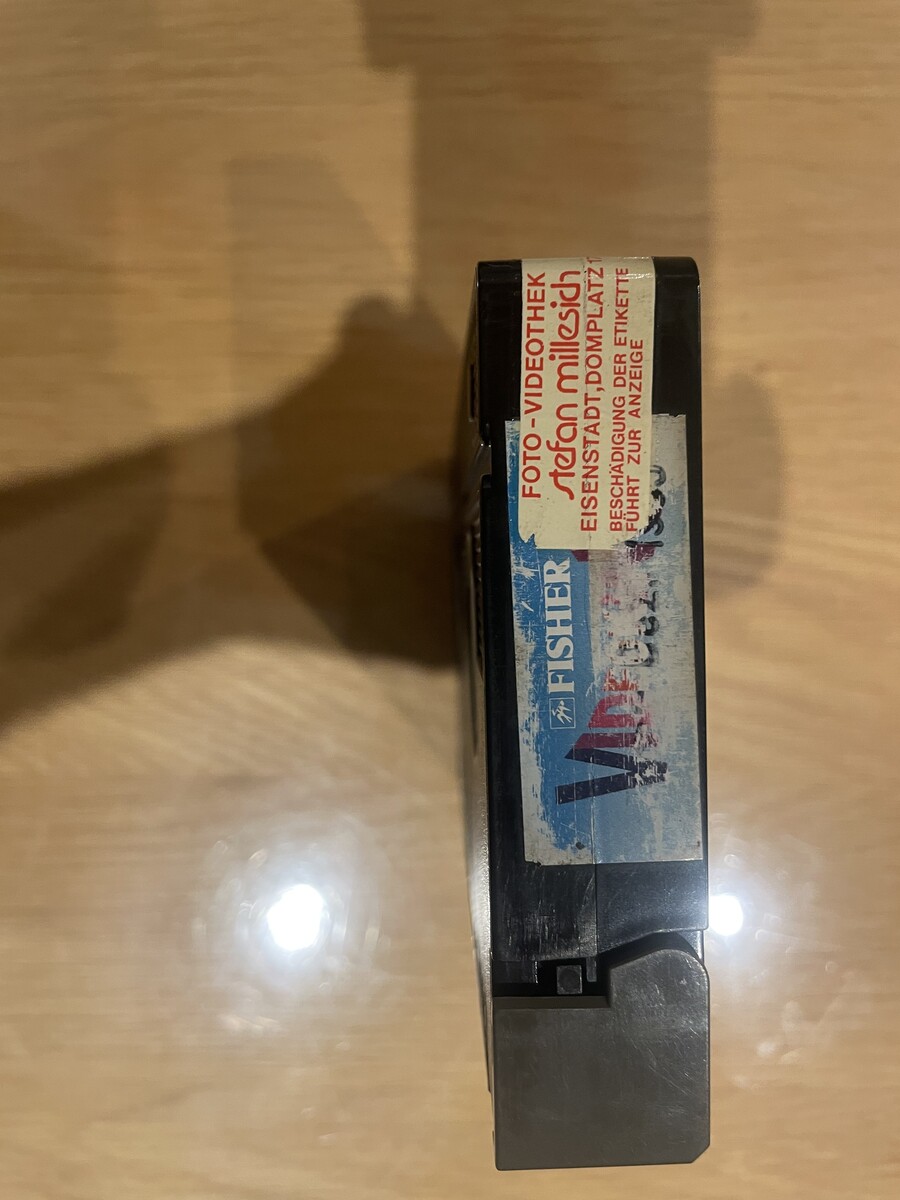 FOTO-VIDEOTHEK
stefan millesich
EISENSTADT, DOMPLATZ
BESCHÄDIGUNG DER ETIKETTE
FÜHRT ZUR ANZEIGE
FISHER